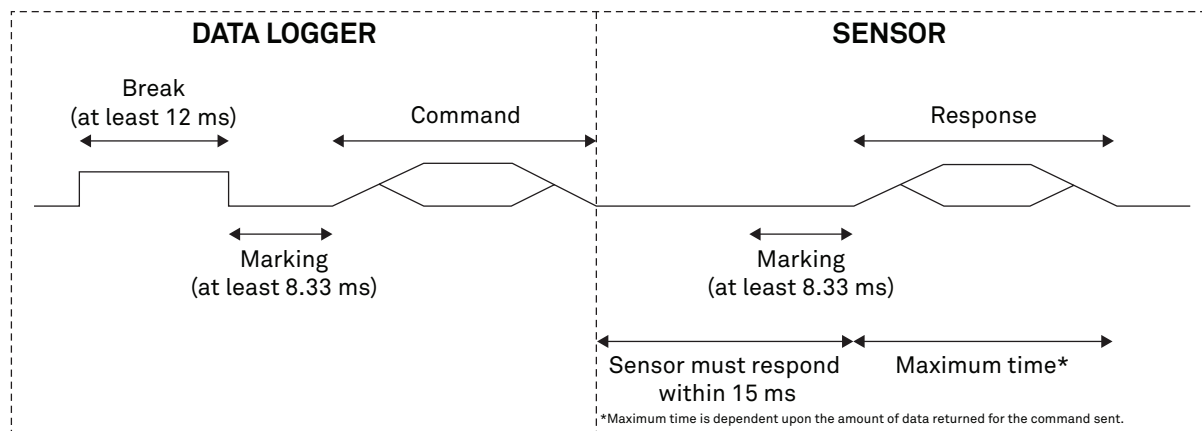 DATA LOGGER
SENSOR
Break
(at least 12 ms)
Command
Response
Marking
(at least 8.33 ms)
Marking
(at least 8.33 ms)
Sensor must respond
within 15 ms
Maximum time*
*Maximum time is dependent upon the amount of data returned for the command sent.